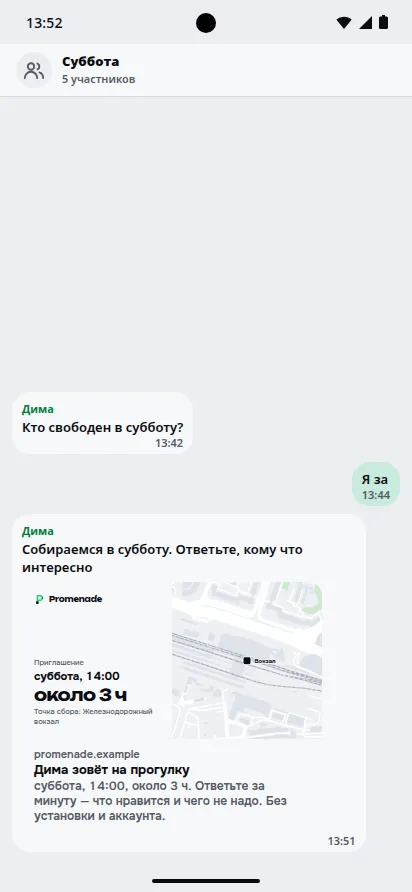 13:52
Суббота
5 участников
Дима
Кто свободен в субботу?
13:42
Я за
13:44
Дима
Собираемся в субботу. Ответьте, кому что
интересно
Promenade
Приглашение
суббота, 14:00
около 3 ч
Точка сбора: Железнодорожный
вокзал
Вокзал
promenade.example
Дима зовёт на прогулку
суббота, 14:00, около 3 ч. Ответьте за
минуту — что нравится и чего не надо. Без
установки и аккаунта.
13:51